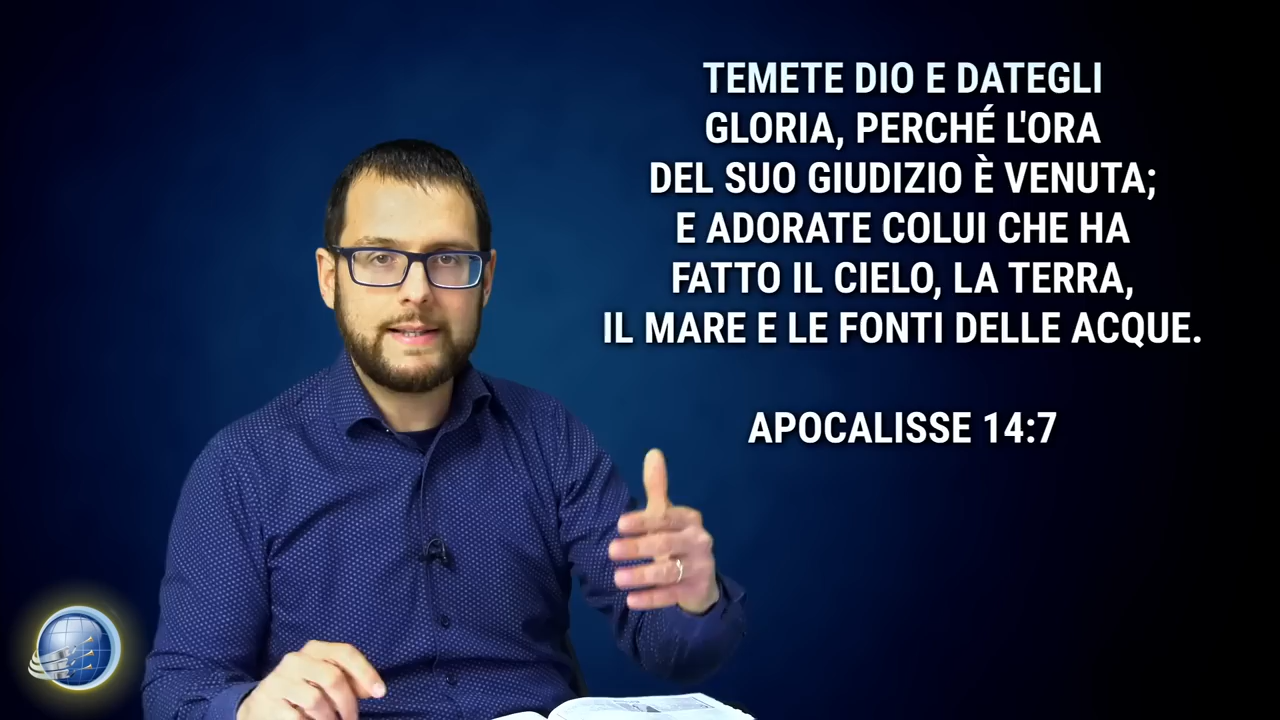 TEMETE DIO E DATEGLI
GLORIA, PERCHÉ L'ORA
DEL SUO GIUDIZIO È VENUTA;
E ADORATE COLUI CHE HA
FATTO IL CIELO, LA TERRA,
IL MARE E LE FONTI DELLE ACQUE.
APOCALISSE 14:7